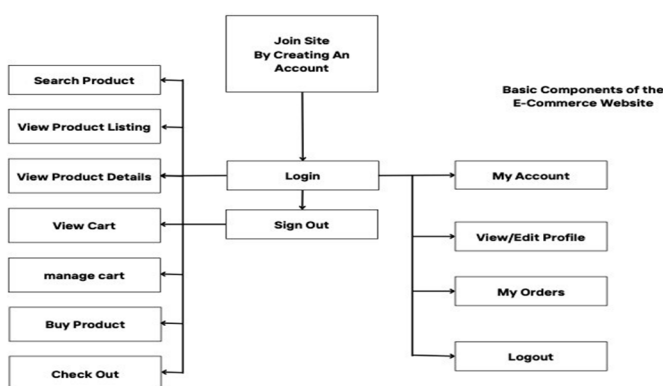 Join Site
By Creating An
Account
Basic Components of the
E-Commerce Website
Search Product
View Product Listing
View Product Details
View Cart
manage cart
Buy Product
Check Out
Login
Sign Out
My Account
View/Edit Profile
My Orders
Logout